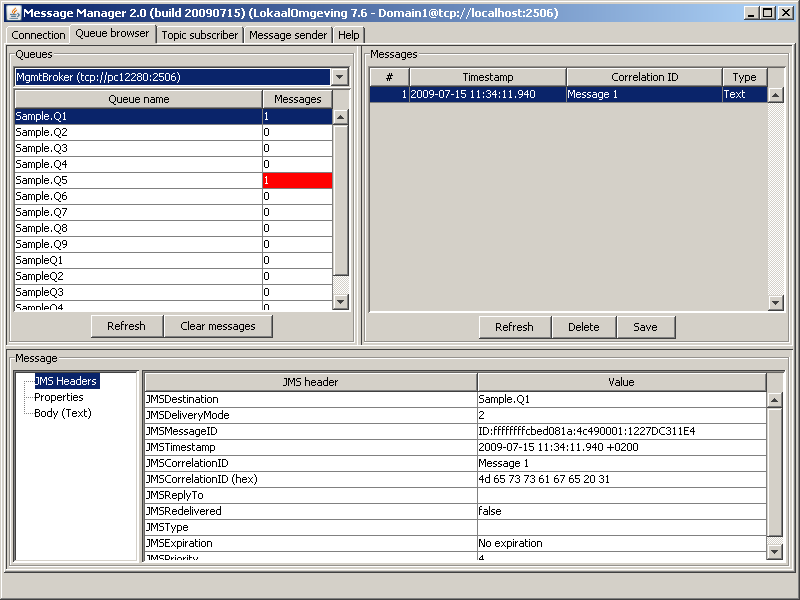 Message Manager 2.0 (build 20090715) (LokaalOmgeving 7.6 - Domain1@tcp://localhost:2506)
Connection Queue browser Topic subscriber Message sender Help
Queues
MgmtBroker (tcp://pc12280:2506)
Queue name Messages
Sample.Q1 1
Sample.Q2 0
Sample.Q3 0
Sample.Q4 0
Sample.Q5 1
Sample.Q6 0
Sample.Q7 0
Sample.Q8 0
Sample.Q9 0
SampleQ1 0
SampleQ2 0
SampleQ3 0
SampleQ4 0
Refresh Clear messages
Messages
# Timestamp Correlation ID Type
1 2009-07-15 11:34:11.940 Message 1 Text
Refresh Delete Save
Message
JMS Headers
Properties
Body (Text)
JMS header Value
JMSDestination Sample.Q1
JMSDeliveryMode 2
JMSMessageID ID:ffffffffcbed081a:4c490001:1227DC311E4
JMSTimestamp 2009-07-15 11:34:11.940 +0200
JMSCorrelationID Message 1
JMSCorrelationID (hex) 4d 65 73 73 61 67 65 20 31
JMSReplyTo
JMSRedelivered false
JMSType
JMSExpiration No expiration
JMSPriority 4